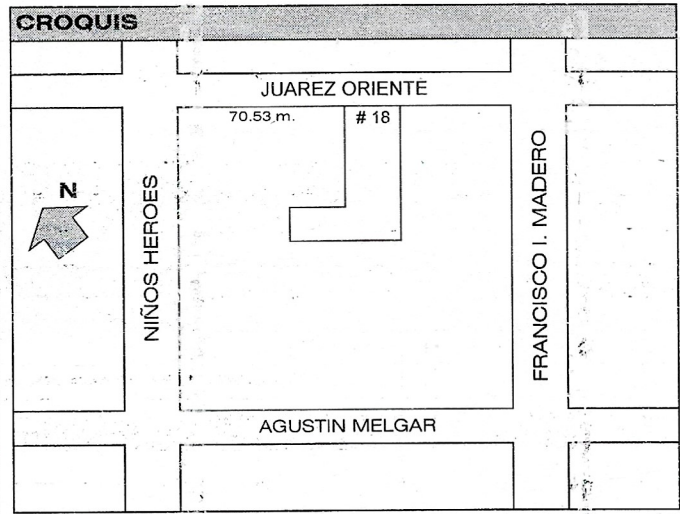 CROQUIS
JUAREZ ORIENTE
70.53 m.
# 18
N
NIÑOS HEROES
FRANCISCO I. MADERO
AGUSTIN MELGAR